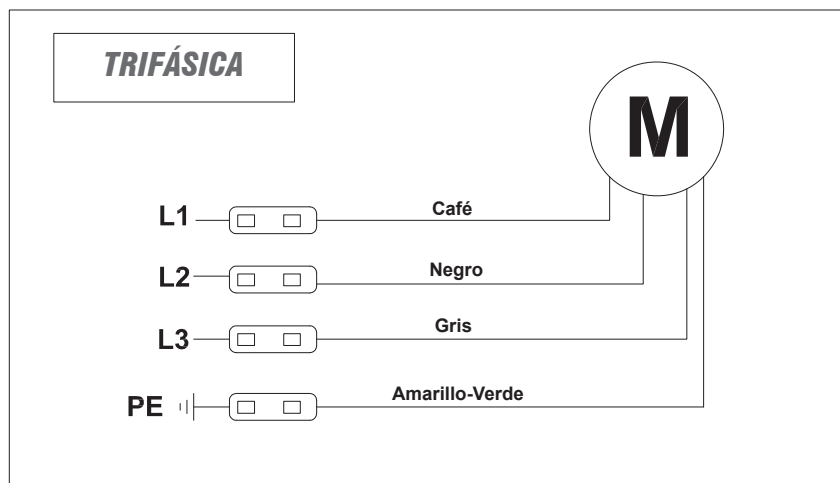 TRIFÁSICA
M
L1 Café
L2 Negro
L3 Gris
PE Amarillo-Verde